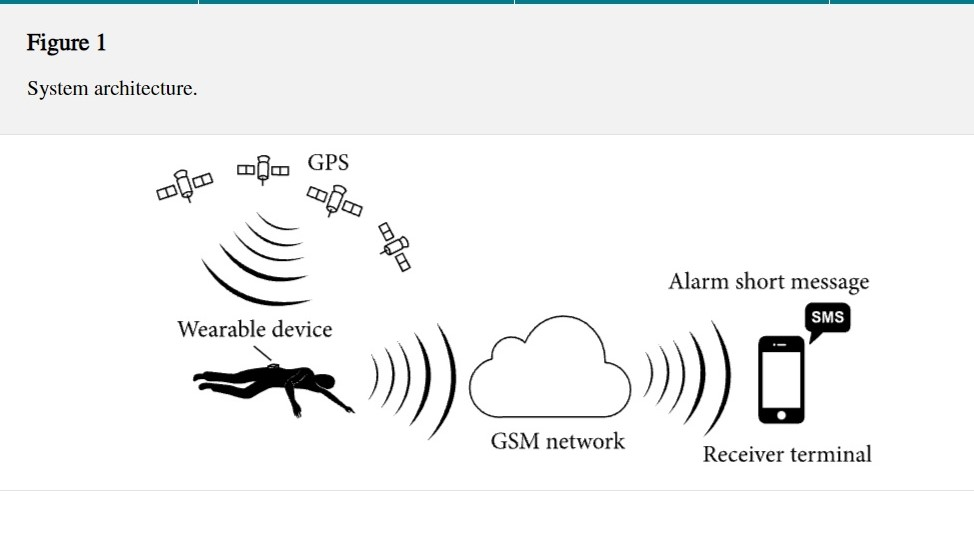 Figure 1
System architecture.
GPS
Alarm short message
SMS
Wearable device
GSM network
Receiver terminal